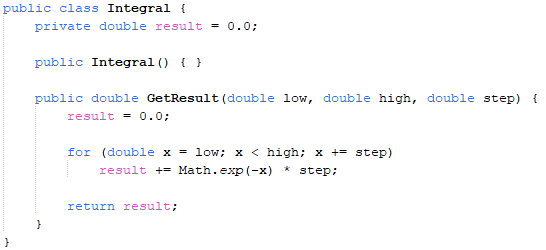 public class Integral {
    private double result = 0.0;

    public Integral() { }

    public double GetResult(double low, double high, double step) {
        result = 0.0;

        for (double x = low; x < high; x += step)
            result += Math.exp(-x) * step;

        return result;
    }
}